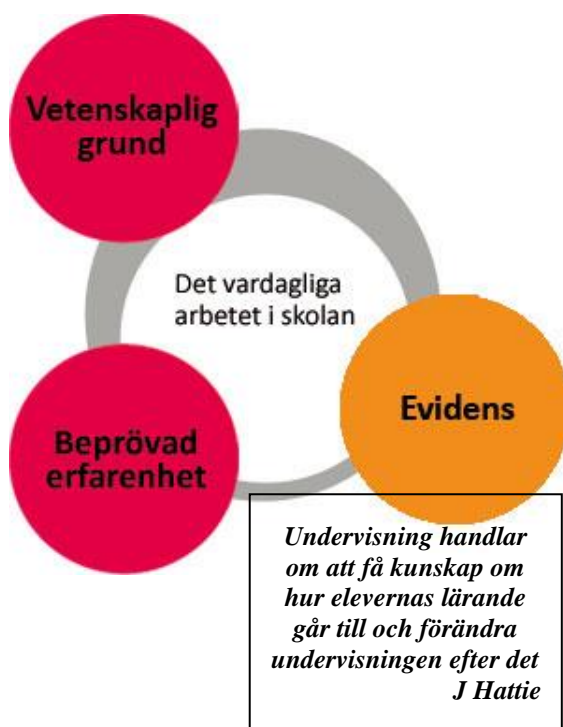 Vetenskaplig
grund
Det vardagliga
arbetet i skolan
Evidens
Beprövad
erfarenhet
Undervisning handlar
om att få kunskap om
hur elevernas lärande
går till och förändra
undervisningen efter det
J Hattie